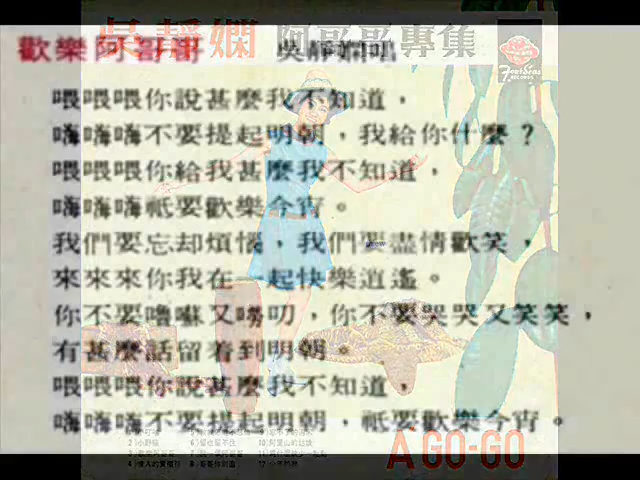 吳靜嫻 阿哥哥專集
Four Seas
RECORDS
歡樂阿哥哥 吳靜嫻唱
喂喂喂你說甚麼我不知道，
嗨嗨嗨不要提起明朝，我給你什麼？
喂喂喂你給我甚麼我不知道，
嗨嗨嗨祗要歡樂今宵。
我們要忘却煩惱，我們要盡情歡笑，
來來來你我在一起快樂逍遙。
你不要嚕囌又嘮叨，你不要哭哭又笑笑，
有甚麼話留着到明朝。
喂喂喂你說甚麼我不知道，
嗨嗨嗨不要提起明朝，祗要歡樂今宵。
A GO-GO